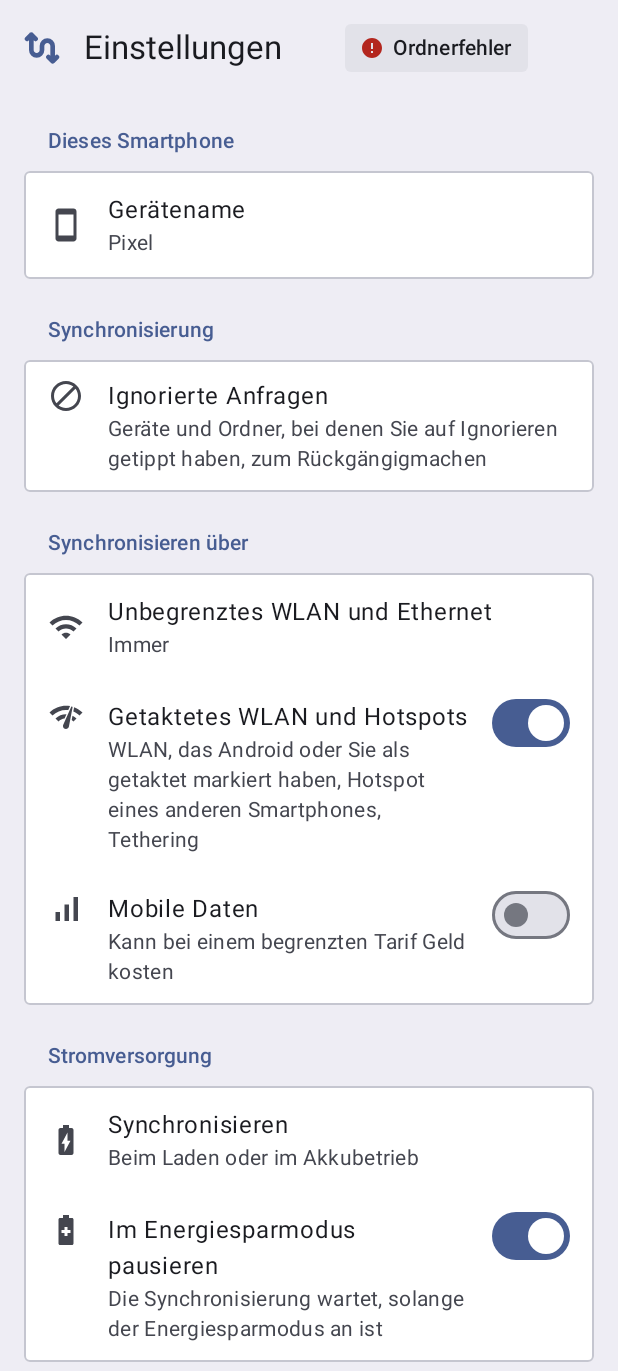 Einstellungen
Ordnerfehler
Dieses Smartphone
Gerätename
Pixel
Synchronisierung
Ignorierte Anfragen
Geräte und Ordner, bei denen Sie auf Ignorieren
getippt haben, zum Rückgängigmachen
Synchronisieren über
Unbegrenztes WLAN und Ethernet
Immer
Getaktetes WLAN und Hotspots
WLAN, das Android oder Sie als
getaktet markiert haben, Hotspot
eines anderen Smartphones,
Tethering
Mobile Daten
Kann bei einem begrenzten Tarif Geld
kosten
Stromversorgung
Synchronisieren
Beim Laden oder im Akkubetrieb
Im Energiesparmodus
pausieren
Die Synchronisierung wartet, solange
der Energiesparmodus an ist